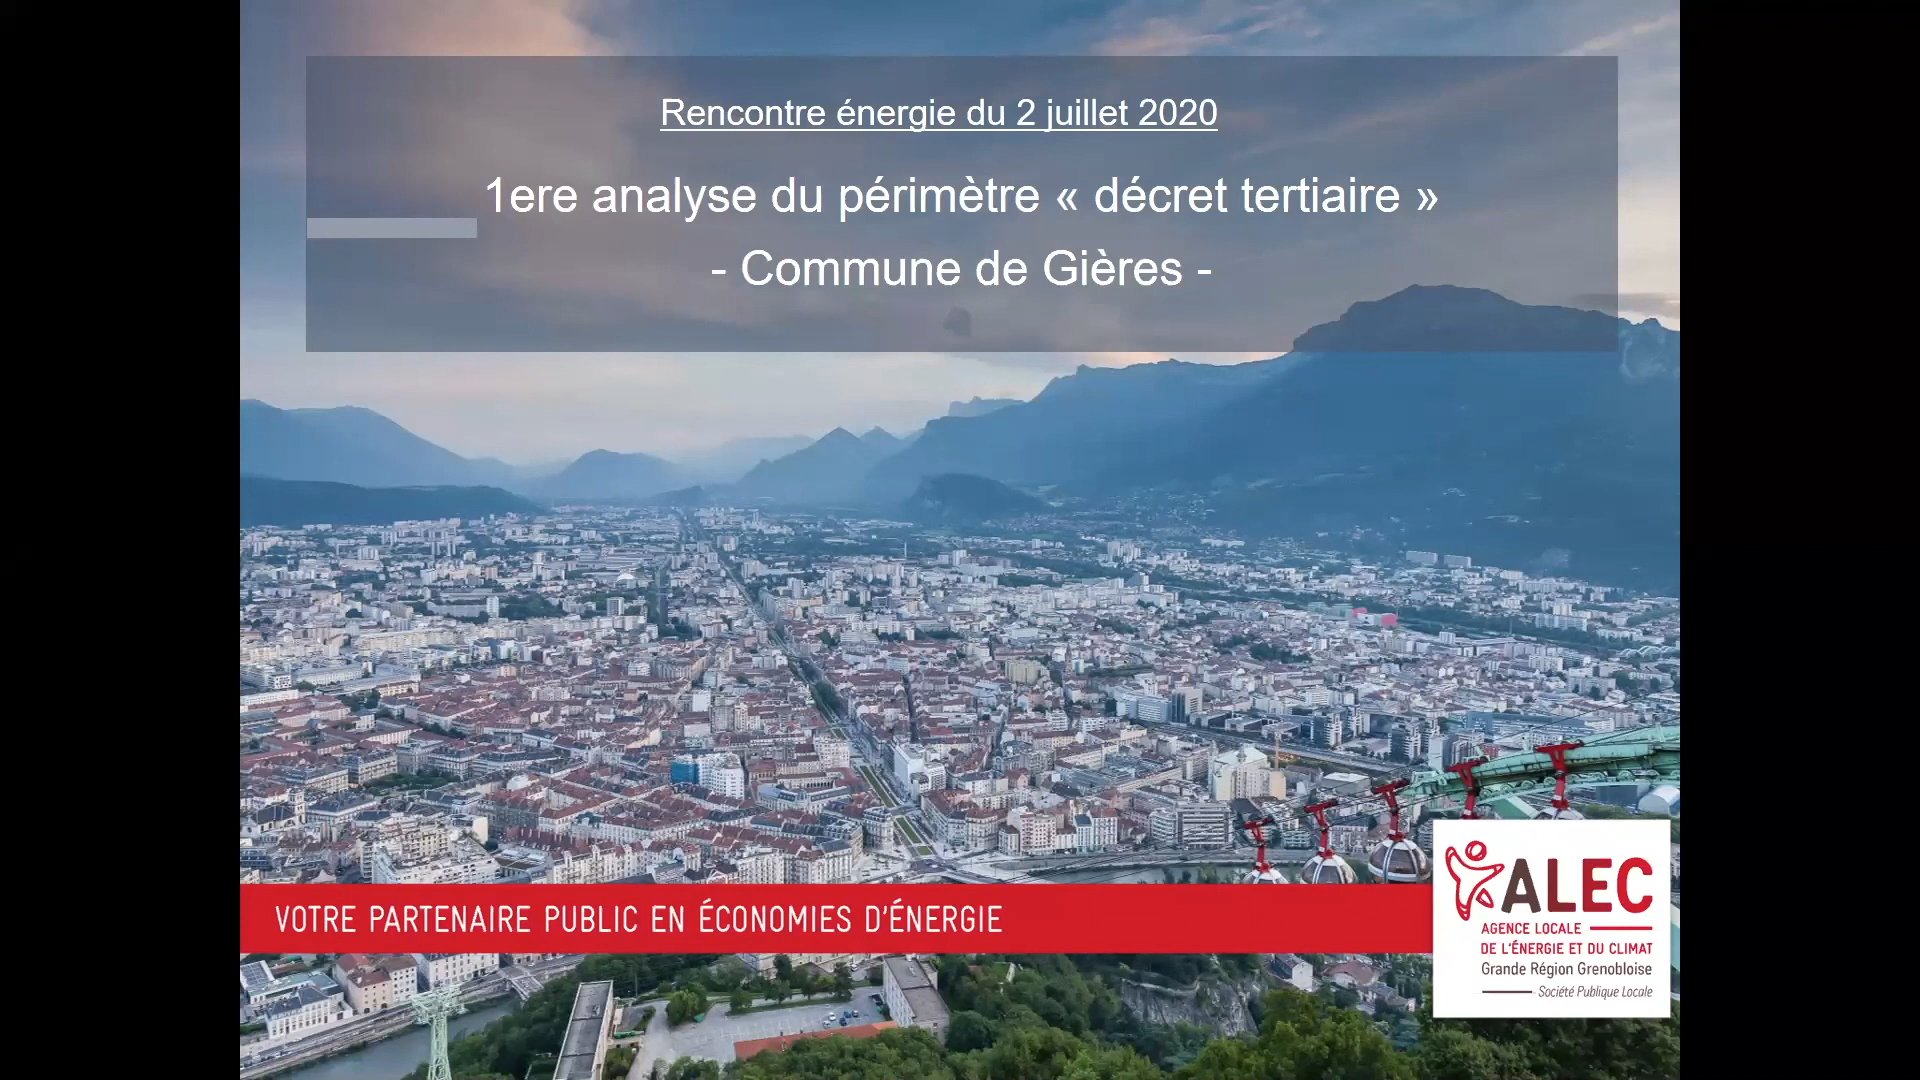 Rencontre énergie du 2 juillet 2020
1ere analyse du périmètre « décret tertiaire »
- Commune de Gières -
VOTRE PARTENAIRE PUBLIC EN ÉCONOMIES D'ÉNERGIE
ALEC
AGENCE LOCALE
DE L'ÉNERGIE ET DU CLIMAT
Grande Région Grenobloise
Société Publique Locale